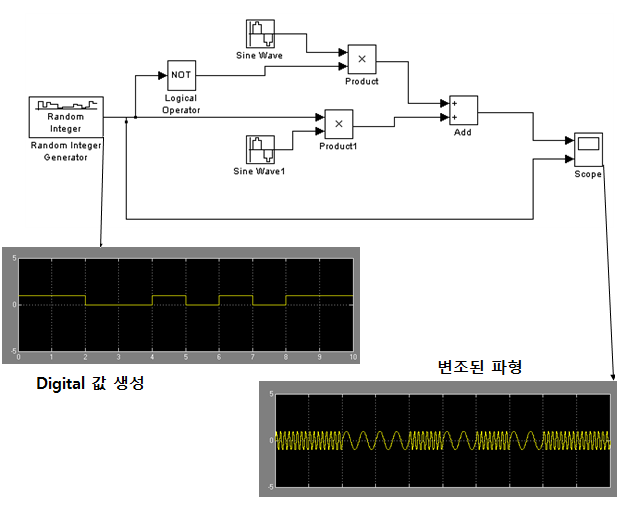 Sine Wave
×
Product
NOT
Logical
Operator
Random
Integer
Random Integer
Generator
×
Product1
Sine Wave1
+
+
Add
Scope
5
0
-5
0 1 2 3 4 5 6 7 8 9 10
Digital 값 생성
변조된 파형
5
0
-5